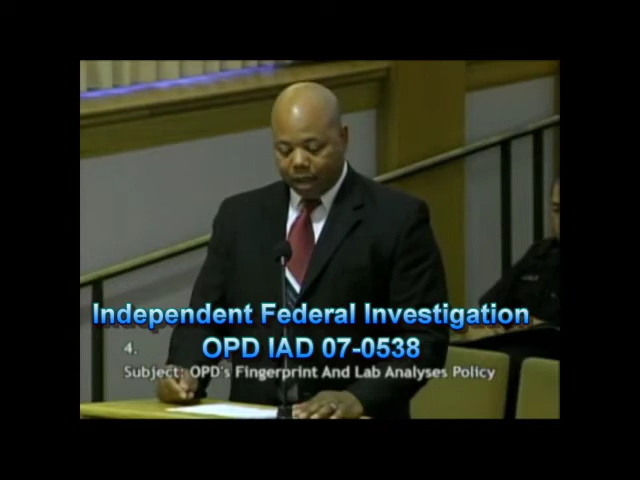 Independent Federal Investigation
OPD IAD 07-0538
4.
Subject: OPD's Fingerprint And Lab Analyses Policy